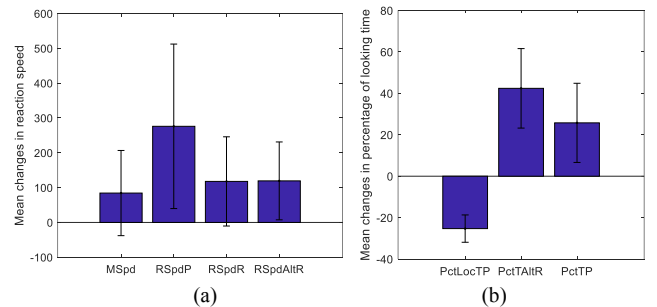 Mean changes in reaction speed
600
500
400
300
200
100
0
-100
MSpd RSpdP RSpdR RSpdAltR
(a)
Mean changes in percentage of looking time
80
60
40
20
0
-20
-40
PctLocTP PctTAltR PctTP
(b)